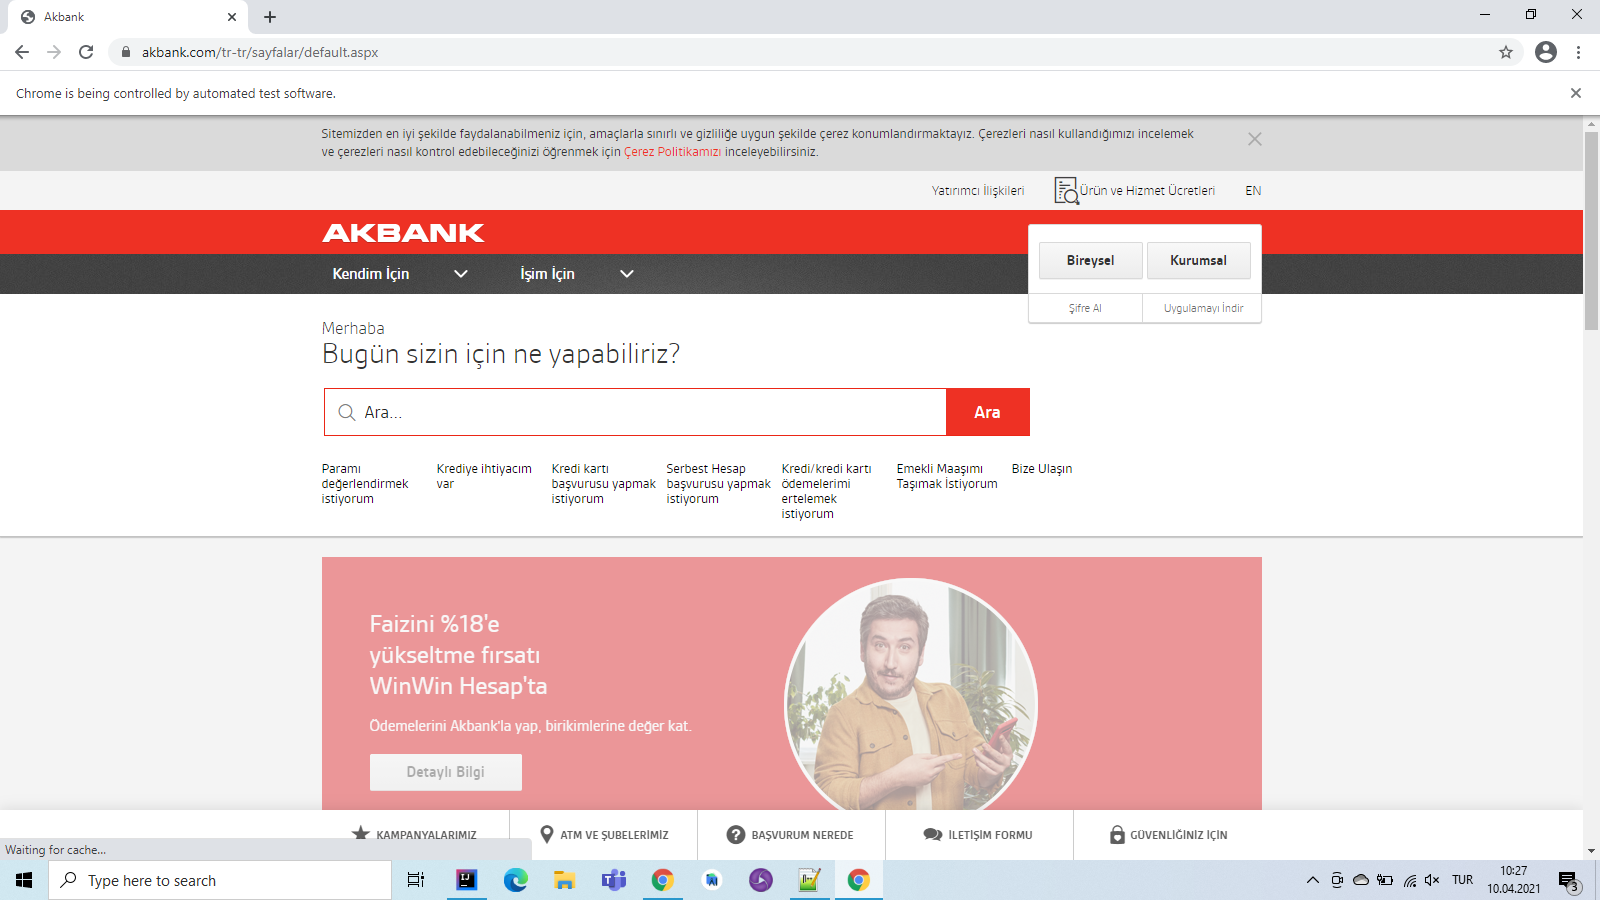 Akbank
akbank.com/tr-tr/sayfalar/default.aspx
Chrome is being controlled by automated test software.
Sitemizden en iyi şekilde faydalanabilmeniz için, amaçlarla sınırlı ve gizliliğe uygun şekilde çerez konumlandırmaktayız. Çerezleri nasıl kullandığımızı incelemek
ve çerezleri nasıl kontrol edebileceğinizi öğrenmek için Çerez Politikamızı inceleyebilirsiniz.
Yatırımcı İlişkileri
Ürün ve Hizmet Ücretleri
EN
AKBANK
Kendim İçin
İşim İçin
Bireysel
Kurumsal
Şifre Al
Uygulamayı İndir
Merhaba
Bugün sizin için ne yapabiliriz?
Ara...
Ara
Paramı
değerlendirmek
istiyorum
Krediye ihtiyacım
var
Kredi kartı
başvurusu yapmak
istiyorum
Serbest Hesap
başvurusu yapmak
istiyorum
Kredi/kredi kartı
ödemelerimi
ertelemek
istiyorum
Emekli Maaşımı
Taşımak İstiyorum
Bize Ulaşın
Faizini %18'e
yükseltme fırsatı
WinWin Hesap'ta
Ödemelerini Akbank'la yap, birikimlerine değer kat.
Detaylı Bilgi
KAMPANYALARIMIZ
ATM VE ŞUBELERİMİZ
BAŞVURUM NEREDE
İLETİŞİM FORMU
GÜVENLİĞİNİZ İÇİN
Waiting for cache...
Type here to search
TUR
10:27
10.04.2021
3